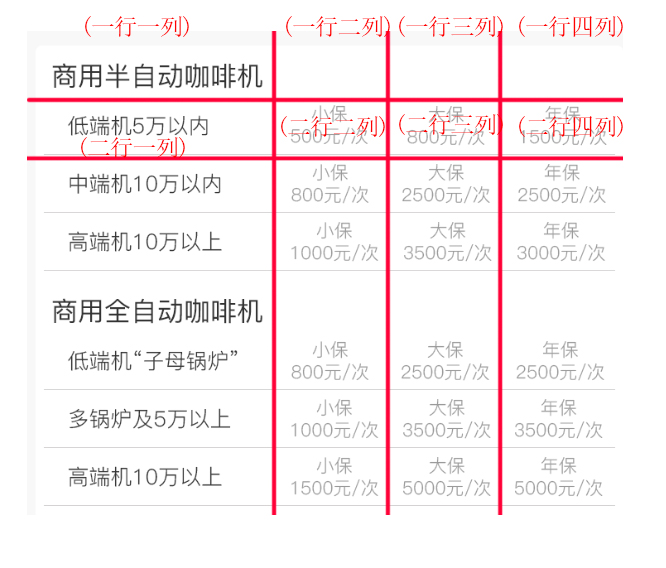 (一行一列) (一行二列) (一行三列) (一行四列)
商用半自动咖啡机
小保 大保 年保
低端机5万以内 (二行二列) (二行三列) (二行四列)
500元/次 800元/次 1500元/次
(二行一列)
小保 大保 年保
中端机10万以内
800元/次 2500元/次 2500元/次
小保 大保 年保
高端机10万以上
1000元/次 3500元/次 3000元/次
商用全自动咖啡机
小保 大保 年保
低端机“子母锅炉”
800元/次 2500元/次 2500元/次
小保 大保 年保
多锅炉及5万以上
1000元/次 3500元/次 3500元/次
小保 大保 年保
高端机10万以上
1500元/次 5000元/次 5000元/次